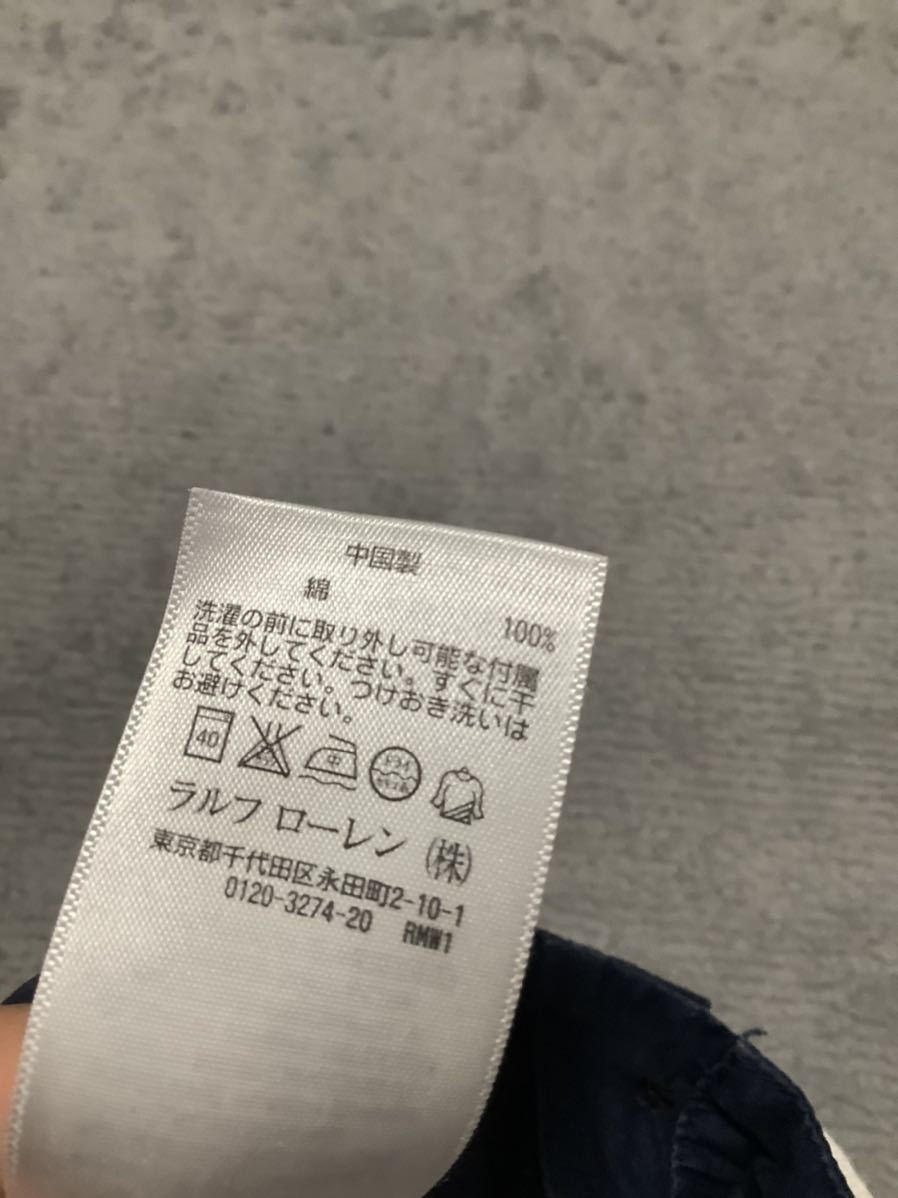 中国製
綿 100%
洗濯の前に取り外し可能な付属
品を外してください。すぐに干
してください。つけおき洗いは
お避けください。
40 中 ドライ
ラルフ ローレン (株)
東京都千代田区永田町2-10-1
0120-3274-20 RMW1